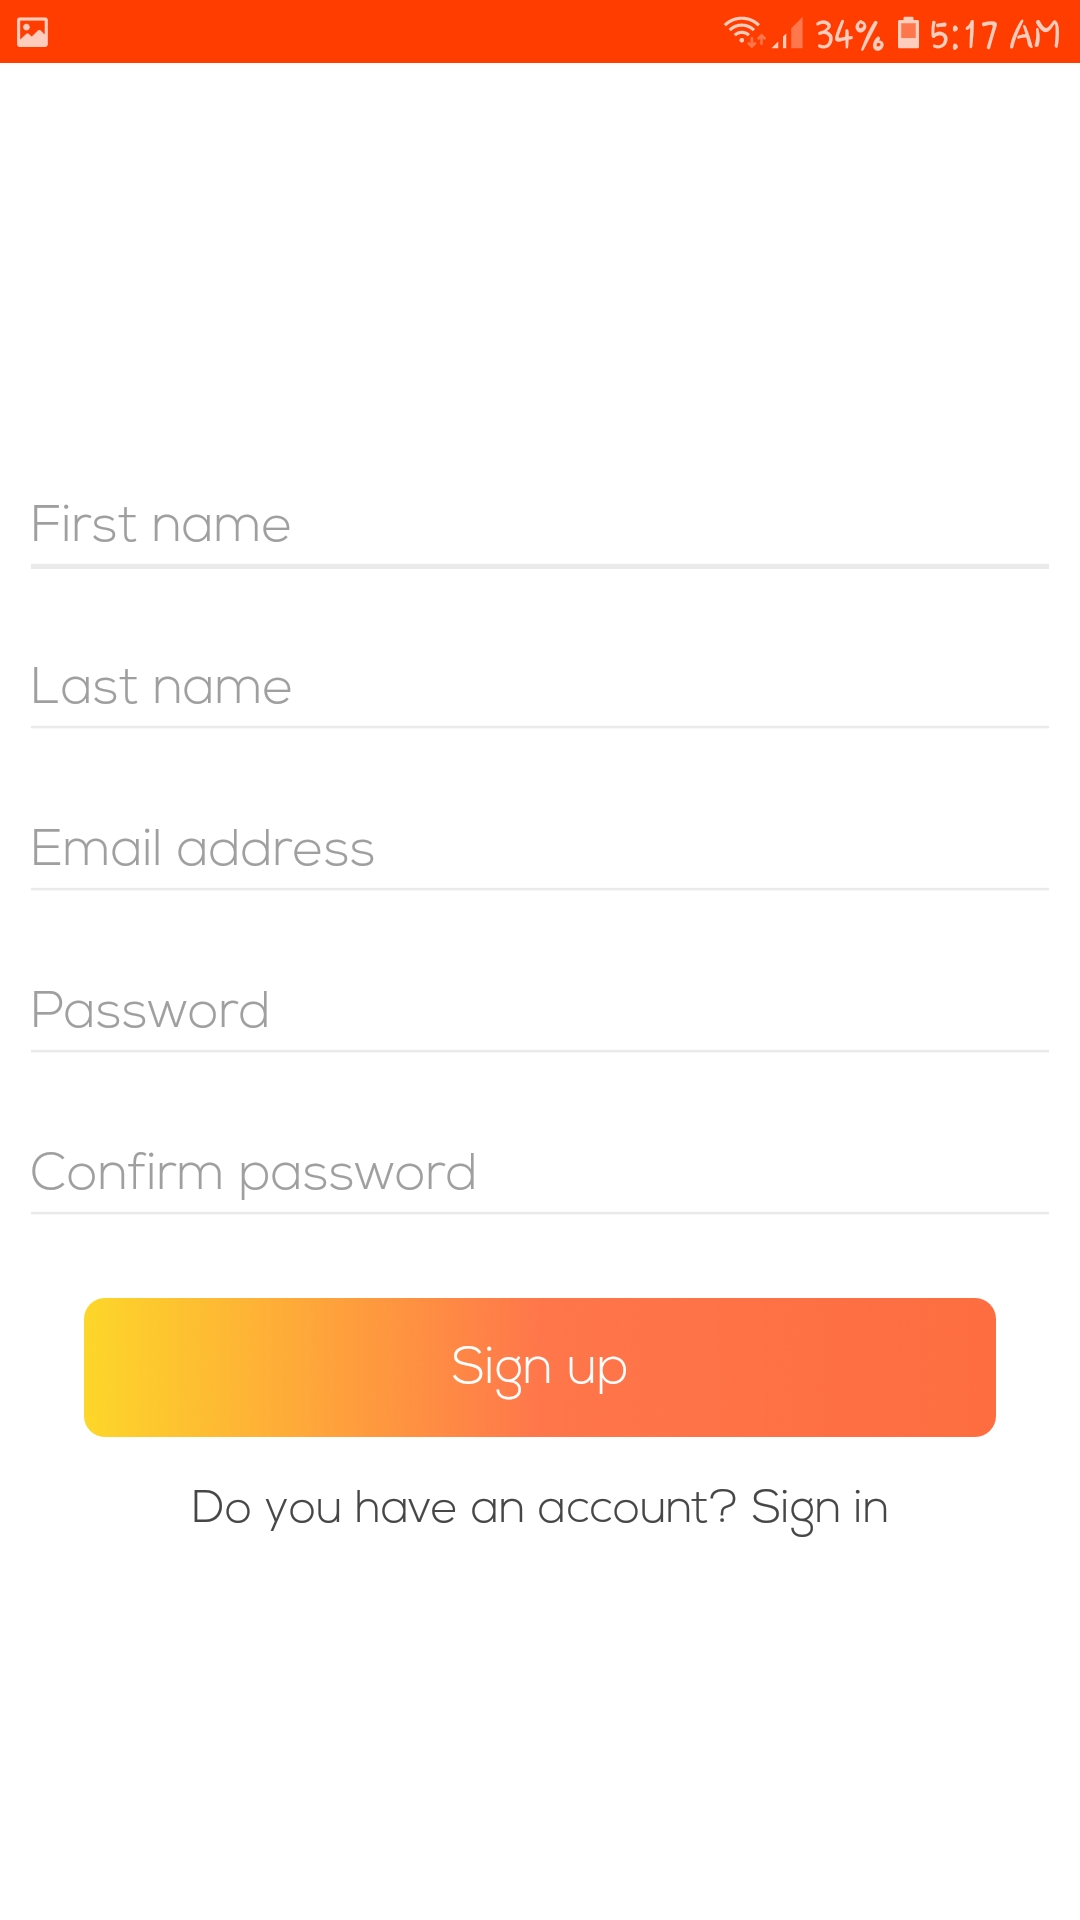 34% 5:17 AM
First name
Last name
Email address
Password
Confirm password
Sign up
Do you have an account? Sign in